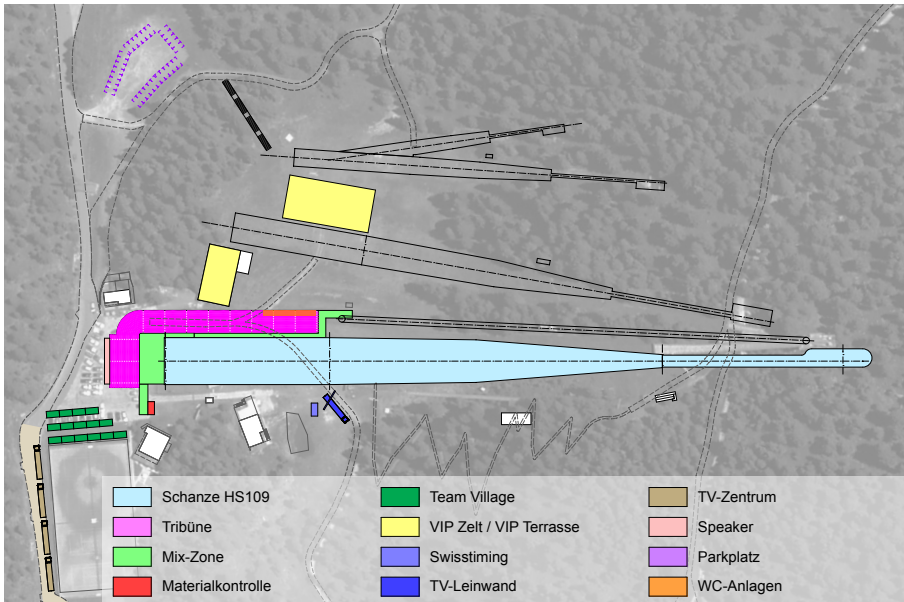 Schanze HS109
Tribüne
Mix-Zone
Materialkontrolle
Team Village
VIP Zelt / VIP Terrasse
Swisstiming
TV-Leinwand
TV-Zentrum
Speaker
Parkplatz
WC-Anlagen